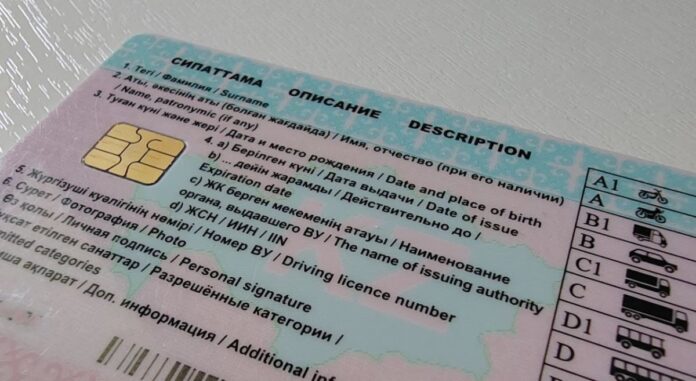 СИПАТТАМА ОПИСАНИЕ DESCRIPTION
1. Тегі / Фамилия / Surname
2. Аты, әкесінің аты (болған жағдайда) / Имя, отчество (при его наличии)
/ Name, patronymic (if any)
3. Туған күні және жері / Дата и место рождения / Date and place of birth
4. a) Берілген күні / Дата выдачи / Date of issue
b) ... дейін жарамды / Действительно до /
Expiration date
c) ЖК берген мекеменің атауы / Наименование
органа, выдавшего ВУ / The name of issuing authority
d) ЖСН / ИИН / IIN
5. Жүргізуші куәлігінің нөмірі / Номер ВУ / Driving licence number
6. Сурет / Фотография / Photo
Өз қолы / Личная подпись / Personal signature
ұқсат етілген санаттар / Разрешённые категории /
mitted categories
ша ақпарат / Доп. информация / Additional inf
KZ
A1
A
B1
B
C1
C
D1
D